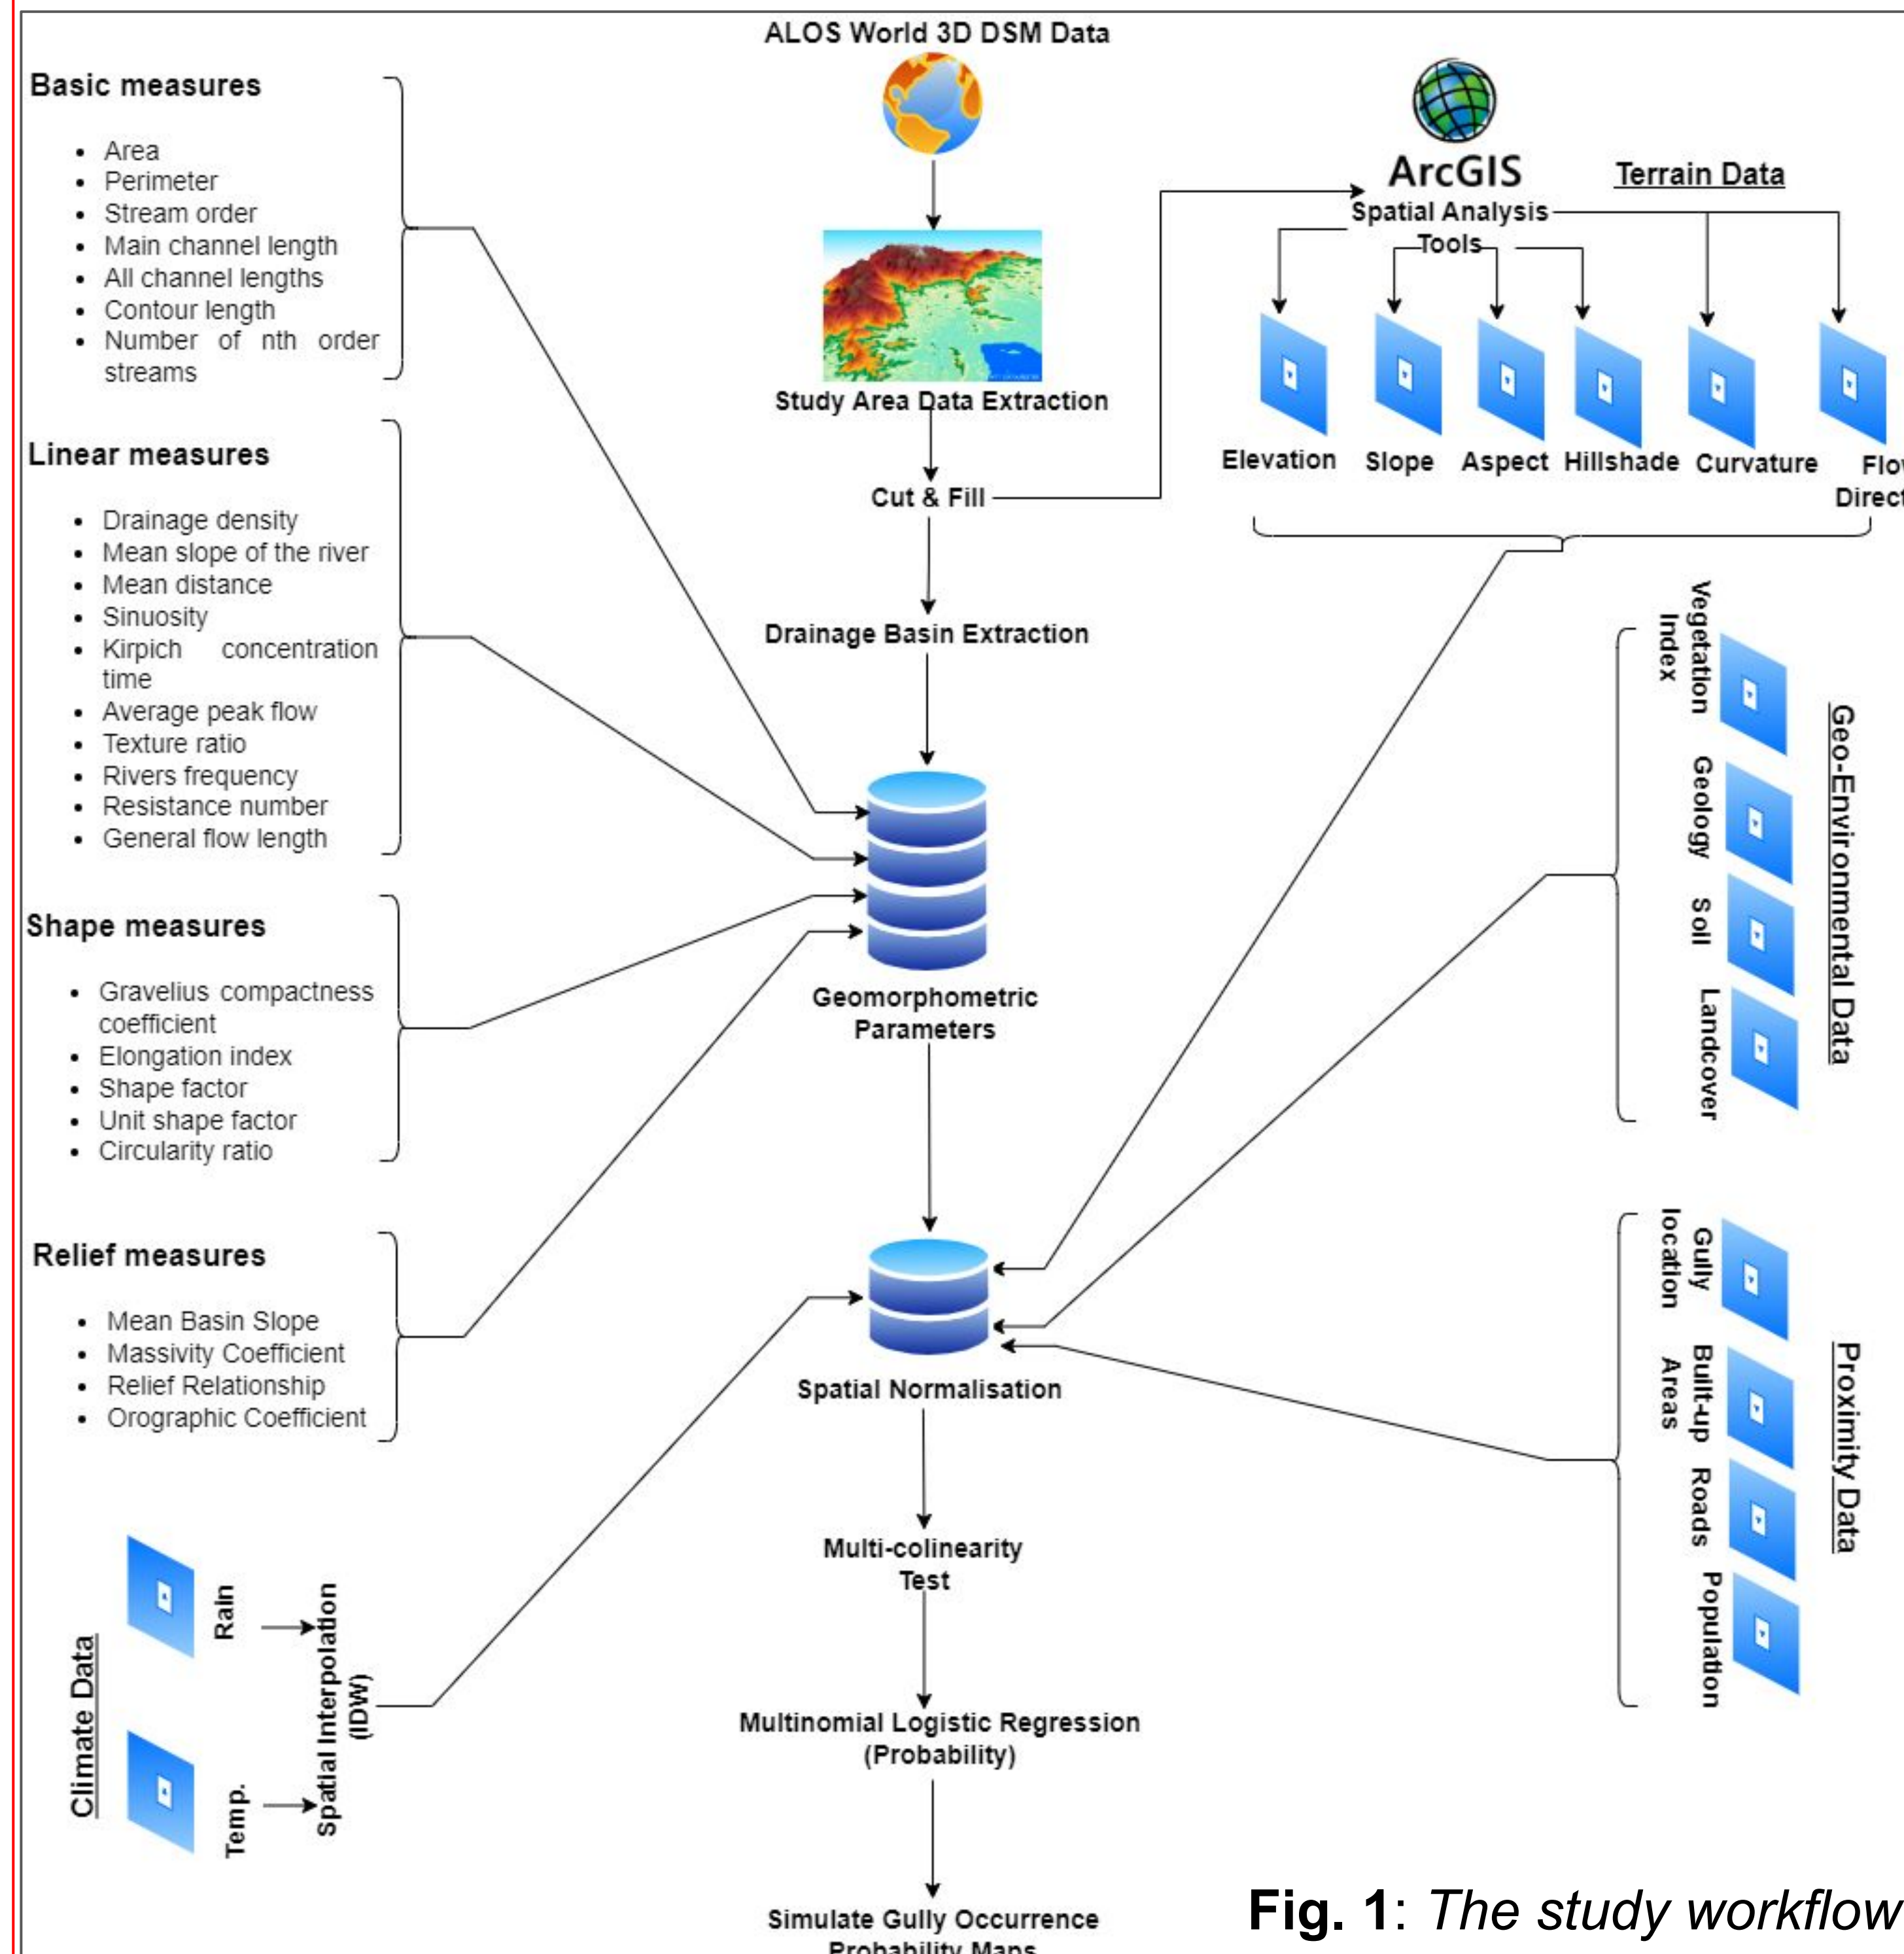 ALOS World 3D DSM Data
Basic measures
• Area
• Perimeter
• Stream order
• Main channel length
• All channel lengths
• Contour length
• Number of nth order
streams
Linear measures
• Drainage density
• Mean slope of the river
• Mean distance
• Sinuosity
• Kirpich concentration
time
• Average peak flow
• Texture ratio
• Rivers frequency
• Resistance number
• General flow length
Shape measures
• Gravelius compactness
coefficient
• Elongation index
• Shape factor
• Unit shape factor
• Circularity ratio
Relief measures
• Mean Basin Slope
• Massivity Coefficient
• Relief Relationship
• Orographic Coefficient
Climate Data
Rain
Temp.
Spatial Interpolation
(IDW)
Study Area Data Extraction
Cut & Fill
Drainage Basin Extraction
Geomorphometric
Parameters
Spatial Normalisation
Multi-colinearity
Test
Multinomial Logistic Regression
(Probability)
Simulate Gully Occurrence
Probability Maps
ArcGIS
Spatial Analysis
Tools
Terrain Data
Elevation
Slope
Aspect
Hillshade
Curvature
Flo
Direct
Vegetation
Index
Geology
Soil
Landcover
Geo-Environmental Data
Gully
location
Built-up
Areas
Roads
Population
Proximity Data
Fig. 1: The study workflow